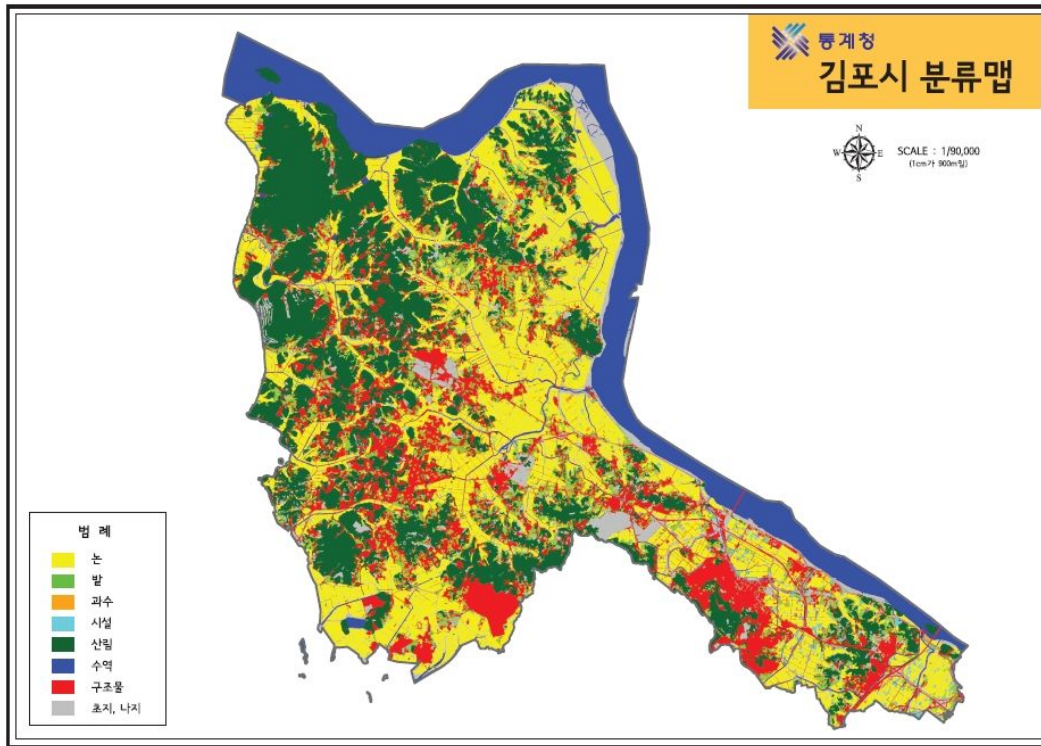 통계청
김포시 분류맵
N
W
E
S
SCALE : 1/90,000
(1cm가 900m임)
범 례
논
밭
과수
시설
산림
수역
구조물
초지, 나지